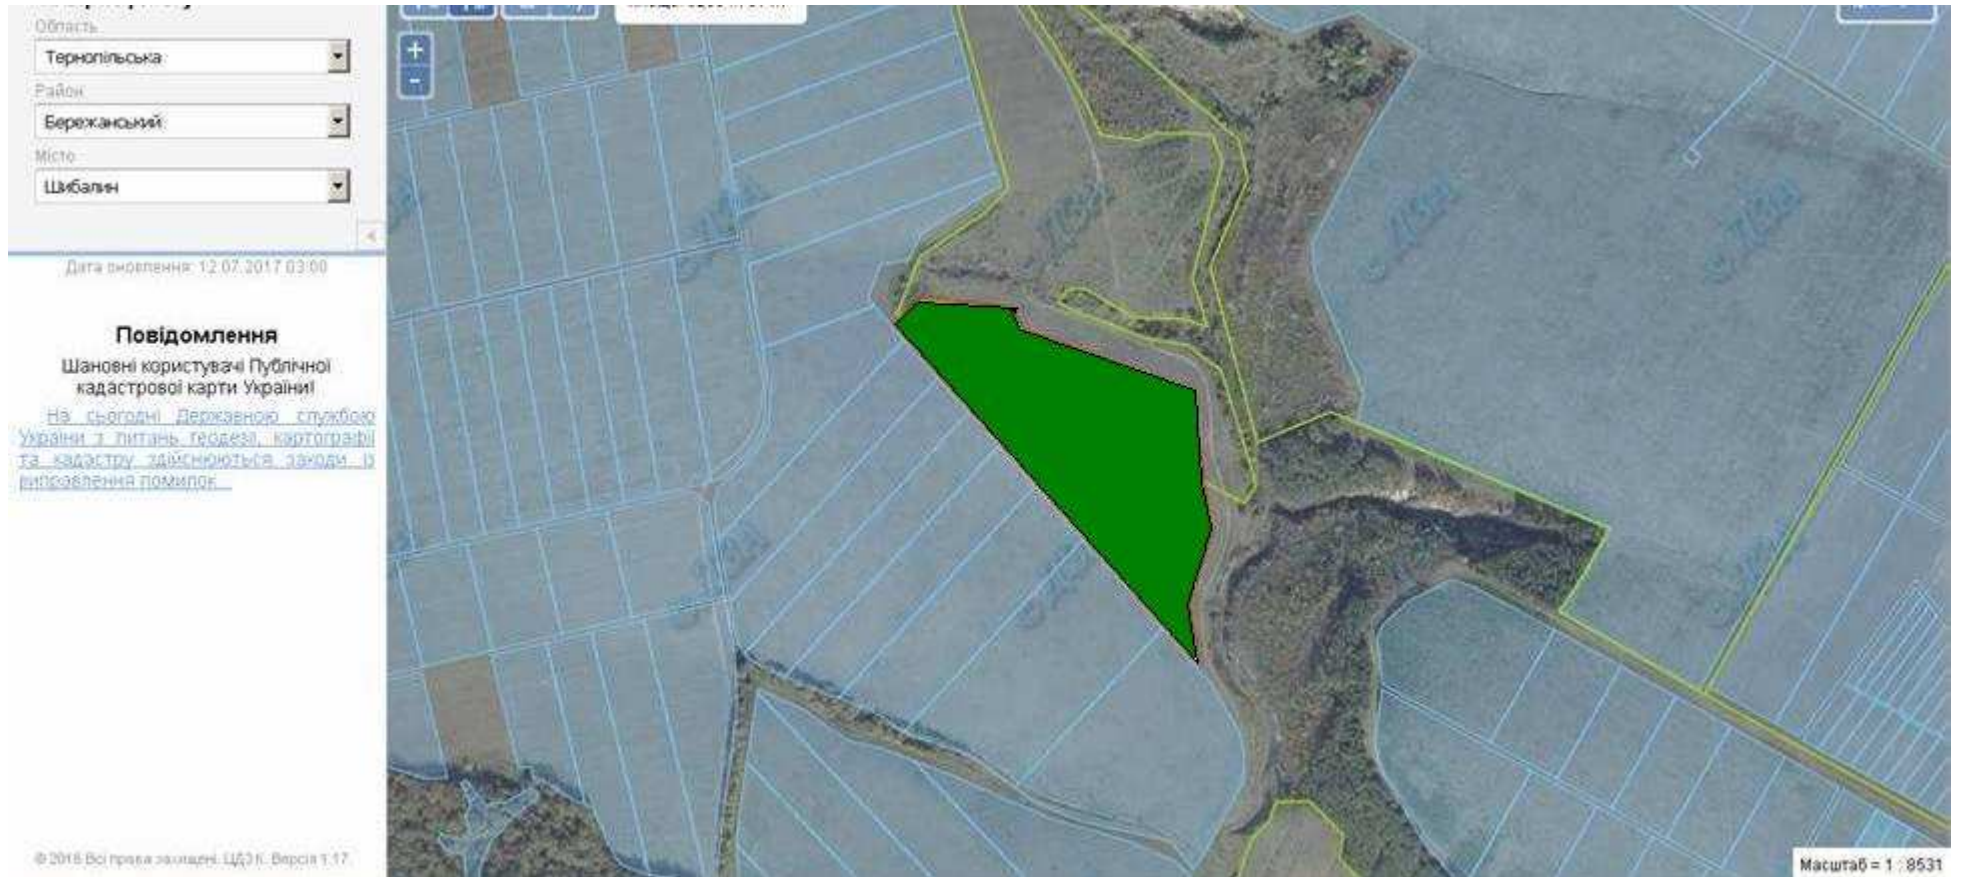 Область
Тернопільська
Район
Бережанський
Місто
Шибалин
+
-
Дата оновлення: 12.07.2017 03:00
Повідомлення
Шановні користувачі Публічної
кадастрової карти України!
На сьогодні Державною службою
України з питань геодезії, картографії
та кадастру здійснюються заходи із
виправлення помилок...
Всі права захищені. ЦДЗК. Версія 1.17.
Масштаб = 1 : 8531